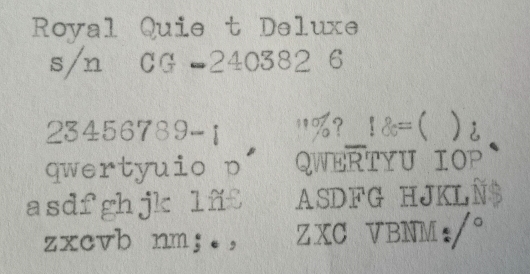 Royal Quie t Deluxe
s/n CG -240382 6
23456789-¡ "%? !&=( )¿
qwertyuio p´ QWERTYU IOP`
asdfghjk lñ£ ASDFG HJKLÑ$
zxcvb nm;., ZXC VBNM:/°